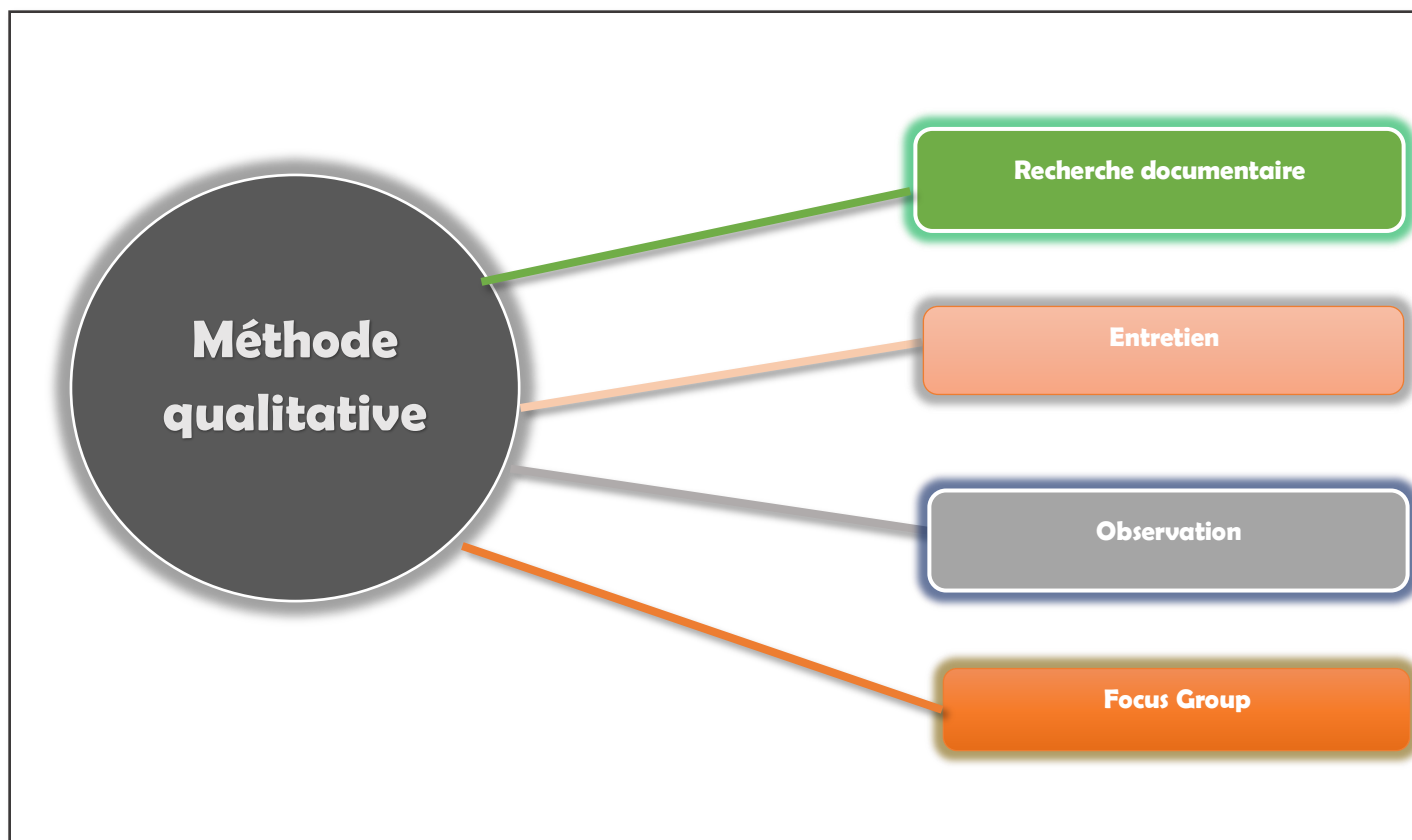 Méthode
qualitative
Recherche documentaire
Entretien
Observation
Focus Group